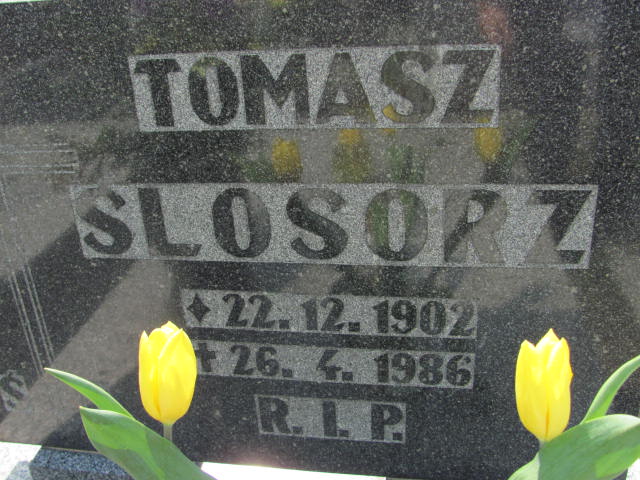 TOMASZ
SLOSORZ
✦ 22. 12. 1902
✝ 26. 4. 1986
R. I. P.